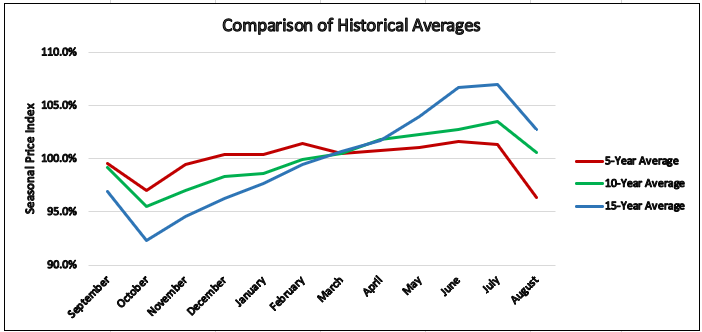 Comparison of Historical Averages
110.0%
105.0%
100.0%
95.0%
90.0%
Seasonal Price Index
September
October
November
December
January
February
March
April
May
June
July
August
5-Year Average
10-Year Average
15-Year Average